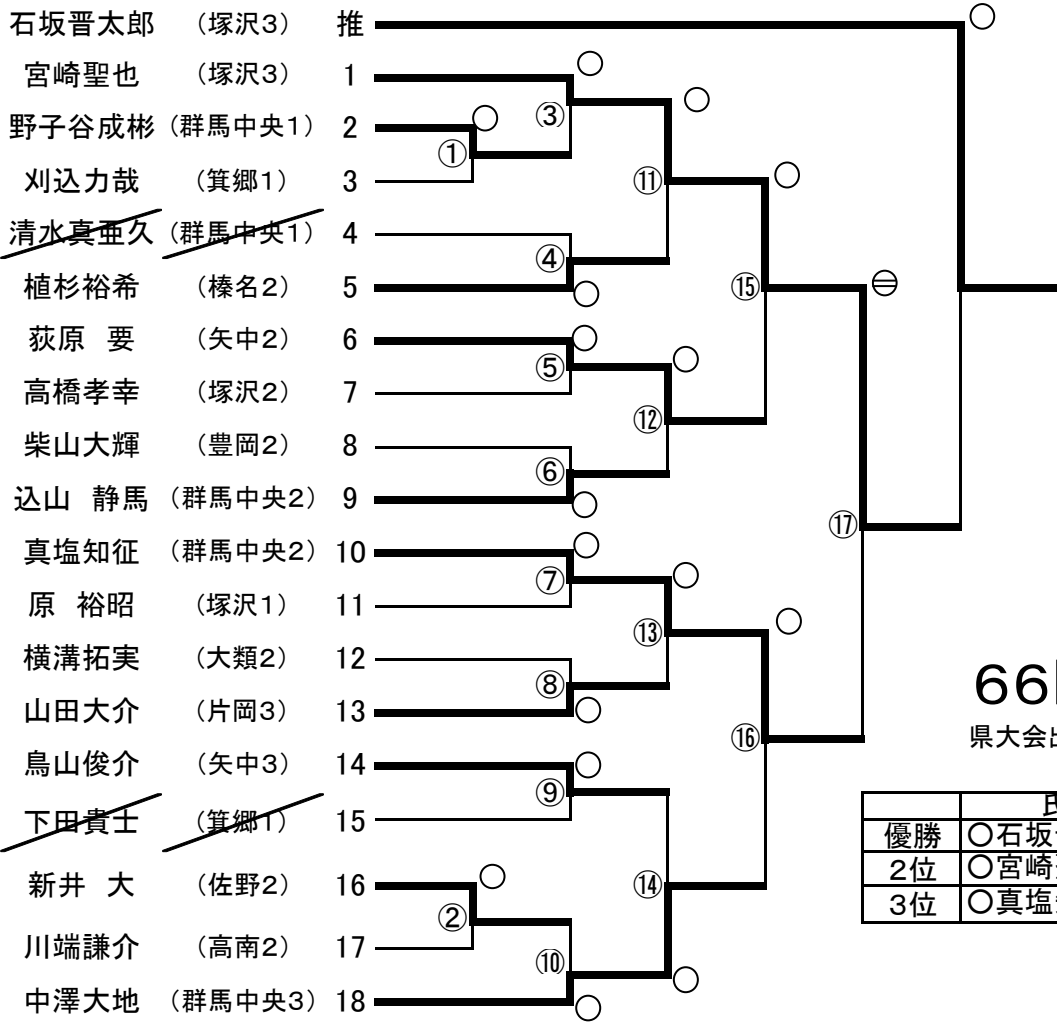 石坂晋太郎 （塚沢3） 推
宮崎聖也 （塚沢3） 1
野子谷成彬 （群馬中央1） 2
刈込力哉 （箕郷1） 3
清水真亜久 （群馬中央1） 4
植杉裕希 （榛名2） 5
荻原 要 （矢中2） 6
高橋孝幸 （塚沢2） 7
柴山大輝 （豊岡2） 8
込山 静馬 （群馬中央2） 9
真塩知征 （群馬中央2） 10
原 裕昭 （塚沢1） 11
横溝拓実 （大類2） 12
山田大介 （片岡3） 13
鳥山俊介 （矢中3） 14
下田貴士 （箕郷1） 15
新井 大 （佐野2） 16
川端謙介 （高南2） 17
中澤大地 （群馬中央3） 18
①
②
③
④
⑤
⑥
⑦
⑧
⑨
⑩
⑪
⑫
⑬
⑭
⑮
⑯
⑰
66
県大会
優勝 〇石坂
2位 〇宮崎
3位 〇真塩